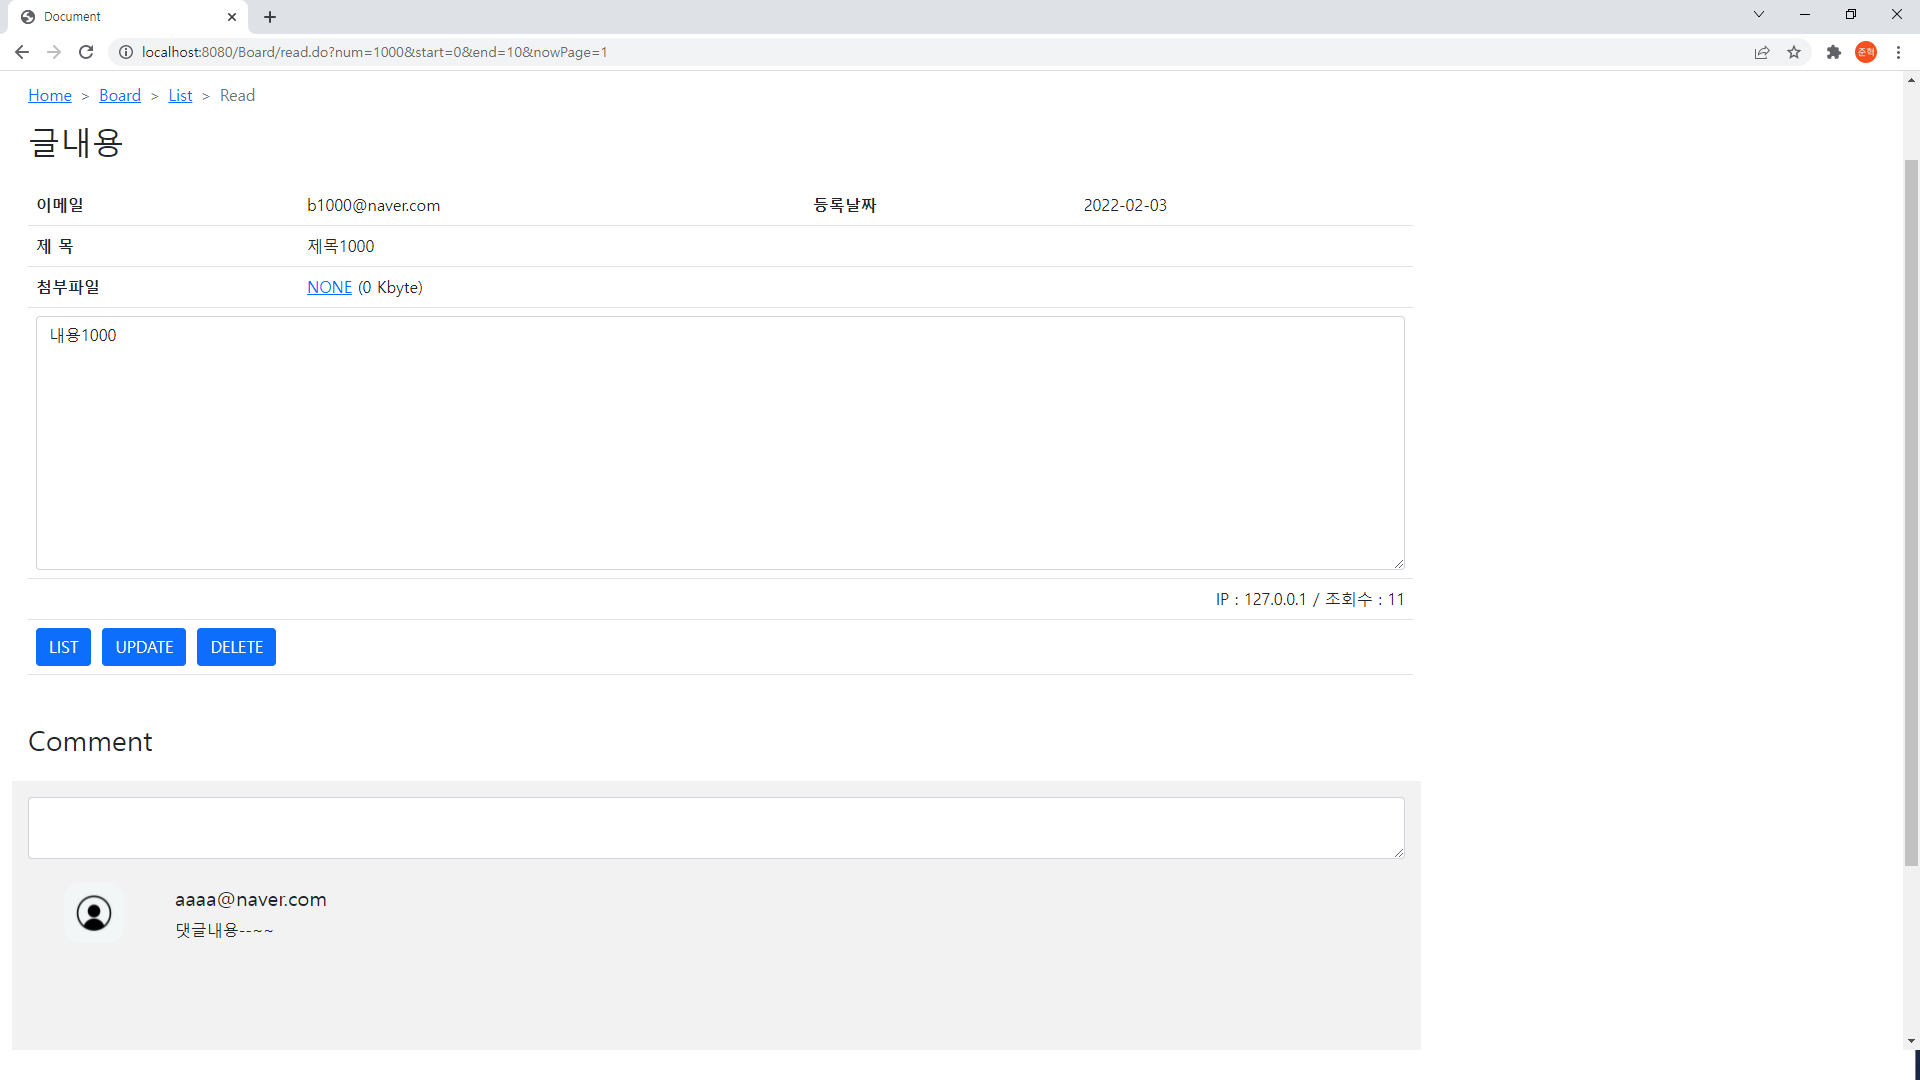 Document
localhost:8080/Board/read.do?num=1000&start=0&end=10&nowPage=1
준혁
Home > Board > List > Read
글내용
이메일 b1000@naver.com 등록날짜 2022-02-03
제 목 제목1000
첨부파일 NONE (0 Kbyte)
내용1000
IP : 127.0.0.1 / 조회수 : 11
LIST UPDATE DELETE
Comment
aaaa@naver.com
댓글내용--~~